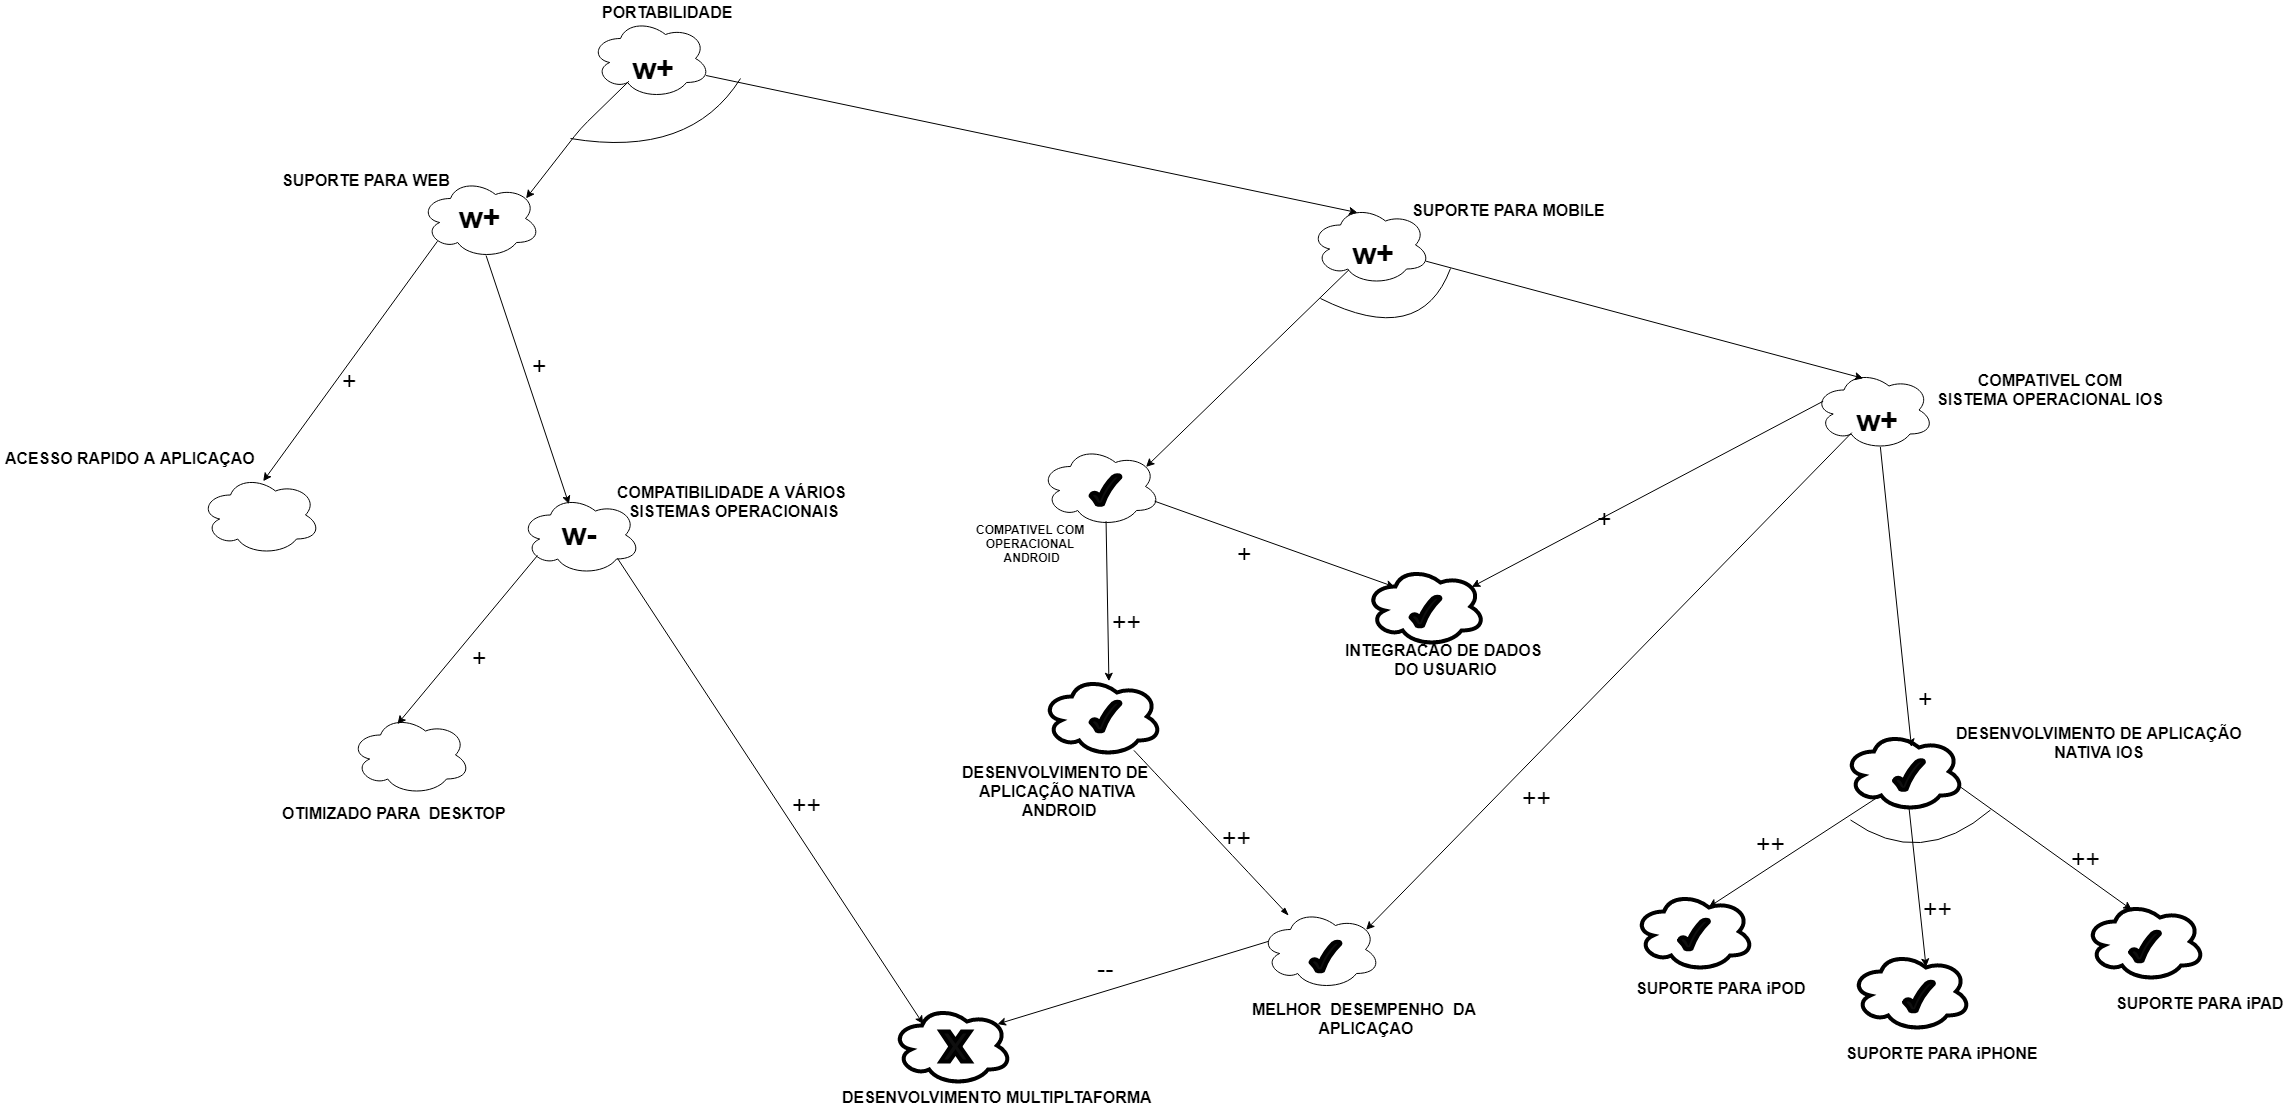 PORTABILIDADE
w+
SUPORTE PARA WEB
w+
SUPORTE PARA MOBILE
w+
+
+
COMPATIVEL COM
SISTEMA OPERACIONAL IOS
w+
ACESSO RAPIDO A APLICAÇAO
COMPATIBILIDADE A VÁRIOS
SISTEMAS OPERACIONAIS
w-
COMPATIVEL COM
OPERACIONAL
ANDROID
+
+
++
INTEGRACAO DE DADOS
DO USUARIO
+
+
DESENVOLVIMENTO DE APLICAÇÃO
NATIVA IOS
DESENVOLVIMENTO DE
APLICAÇÃO NATIVA
ANDROID
OTIMIZADO PARA  DESKTOP
++
++
++
++
++
++
--
SUPORTE PARA iPOD
SUPORTE PARA iPAD
MELHOR  DESEMPENHO  DA
APLICAÇAO
SUPORTE PARA iPHONE
X
DESENVOLVIMENTO MULTIPLTAFORMA